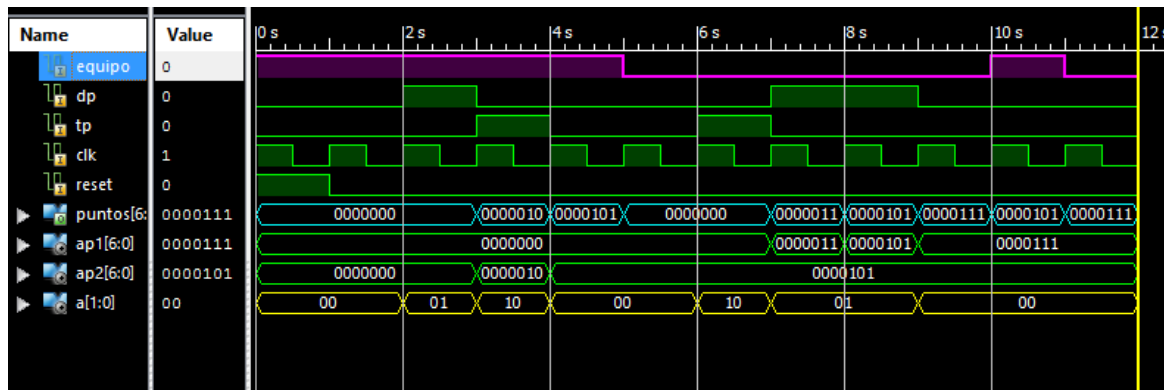 Name Value 0 s 2 s 4 s 6 s 8 s 10 s 12 s
equipo 0
dp 0
tp 0
clk 1
reset 0
puntos[6: 0000111 0000000 0000010 0000101 0000000 0000011 0000101 0000111 0000101 0000111
ap1[6:0] 0000111 0000000 0000011 0000101 0000111
ap2[6:0] 0000101 0000000 0000010 0000101
a[1:0] 00 00 01 10 00 10 01 00